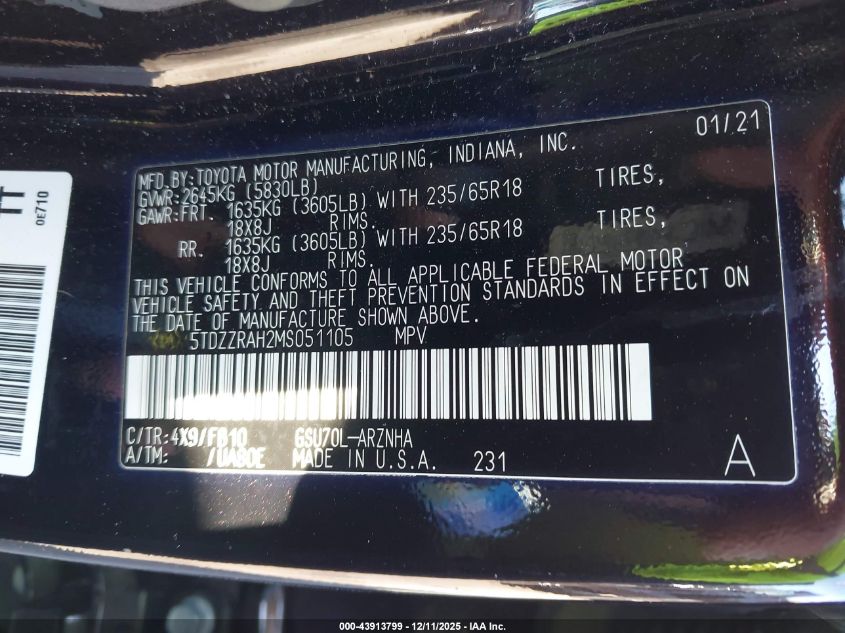 01/21
MFD.BY:TOYOTA MOTOR MANUFACTURING, INDIANA, INC.
GVWR:2645KG (5830LB)
GAWR:FRT. 1635KG (3605LB) WITH 235/65R18 TIRES,
18X8J RIMS.
RR. 1635KG (3605LB) WITH 235/65R18 TIRES,
18X8J RIMS.
THIS VEHICLE CONFORMS TO ALL APPLICABLE FEDERAL MOTOR
VEHICLE SAFETY AND THEFT PREVENTION STANDARDS IN EFFECT ON
THE DATE OF MANUFACTURE SHOWN ABOVE.
5TDZZRAH2MS051105 MPV
C/TR:4X9/FB10 GSU70L-ARZNHA
A/TM: /UA80E MADE IN U.S.A. 231
A
0E710
000-43913799 - 12/11/2025 - IAA Inc.